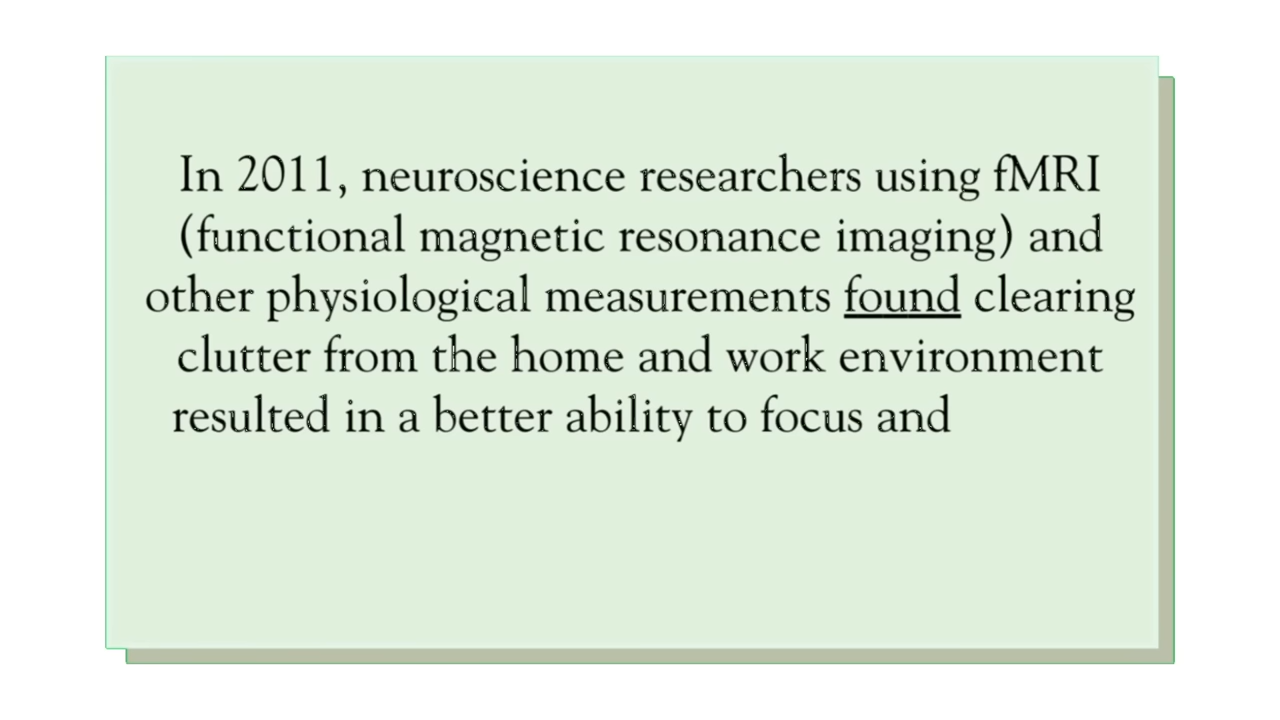 In 2011, neuroscience researchers using fMRI
(functional magnetic resonance imaging) and
other physiological measurements found clearing
clutter from the home and work environment
resulted in a better ability to focus and